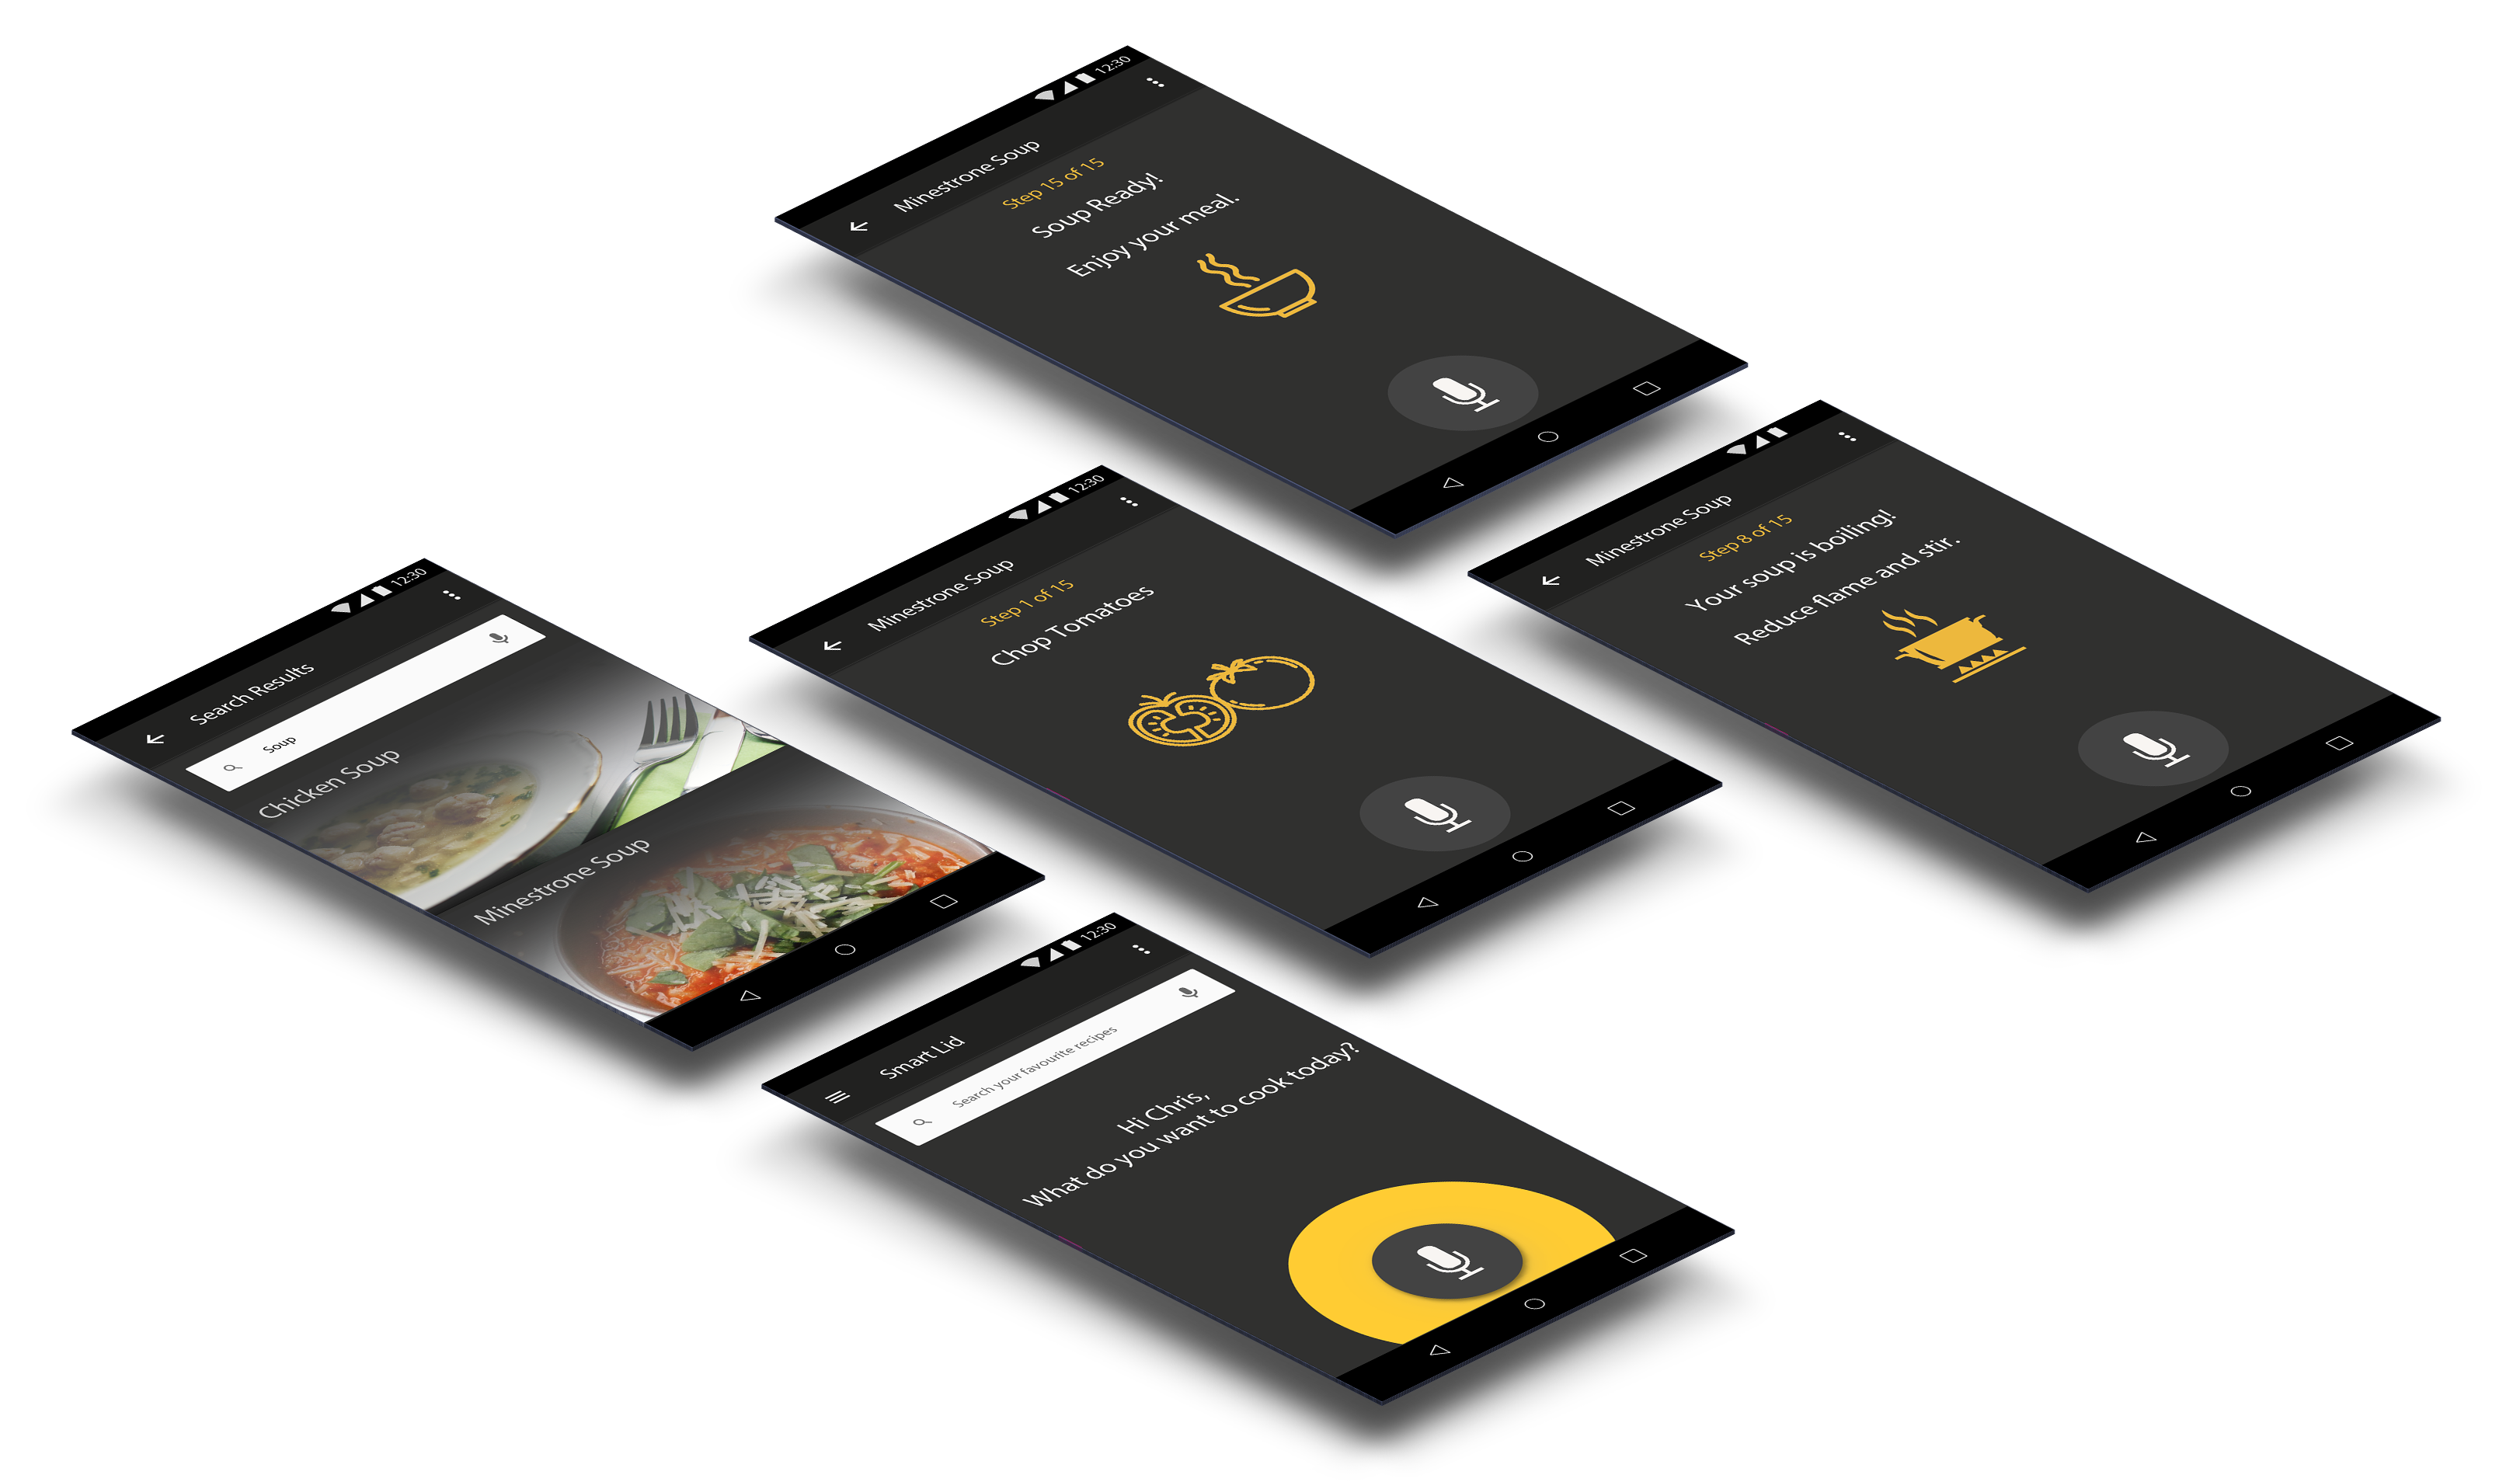 12:30
Minestrone Soup
Step 15 of 15
Soup Ready!
Enjoy your meal.
Minestrone Soup
Step 8 of 15
Your soup is boiling!
Reduce flame and stir.
12:30
Minestrone Soup
Step 1 of 15
Chop Tomatoes
12:30
Search Results
Soup
Chicken Soup
Minestrone Soup
12:30
Smart Lid
Search your favourite recipes
Hi Chris,
What do you want to cook today?